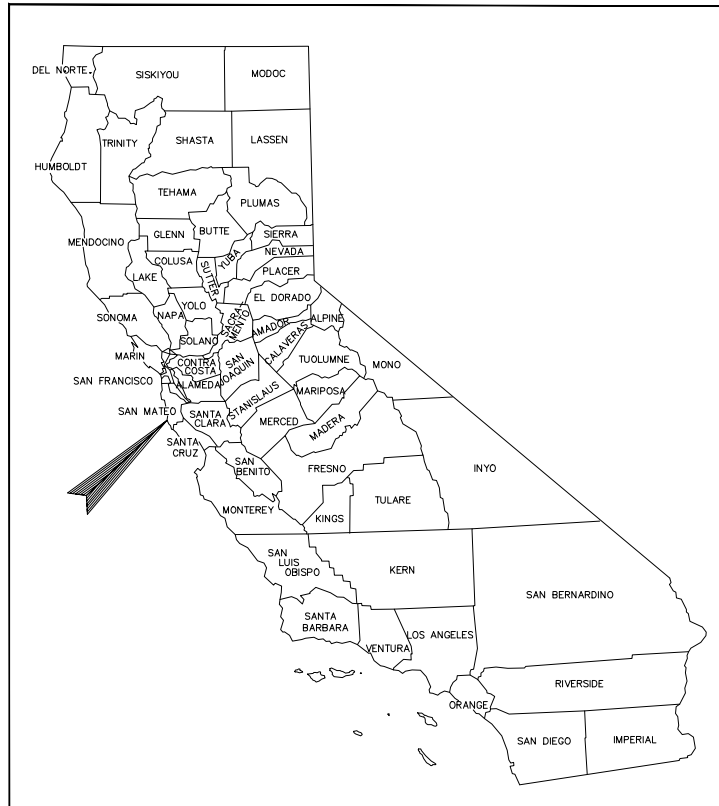 DEL NORTE
SISKIYOU
MODOC
TRINITY
SHASTA
LASSEN
HUMBOLDT
TEHAMA
PLUMAS
MENDOCINO
GLENN
BUTTE
SIERRA
NEVADA
YUBA
COLUSA
SUTTER
PLACER
LAKE
EL DORADO
YOLO
SONOMA
NAPA
SACRA-
MENTO
AMADOR
ALPINE
SOLANO
CALAVERAS
MARIN
CONTRA
COSTA
SAN
JOAQUIN
TUOLUMNE
MONO
SAN FRANCISCO
ALAMEDA
STANISLAUS
MARIPOSA
SAN MATEO
SANTA
CLARA
MERCED
MADERA
SANTA
CRUZ
SAN
BENITO
FRESNO
INYO
MONTEREY
KINGS
TULARE
SAN
LUIS
OBISPO
KERN
SAN BERNARDINO
SANTA
BARBARA
VENTURA
LOS ANGELES
RIVERSIDE
ORANGE
SAN DIEGO
IMPERIAL